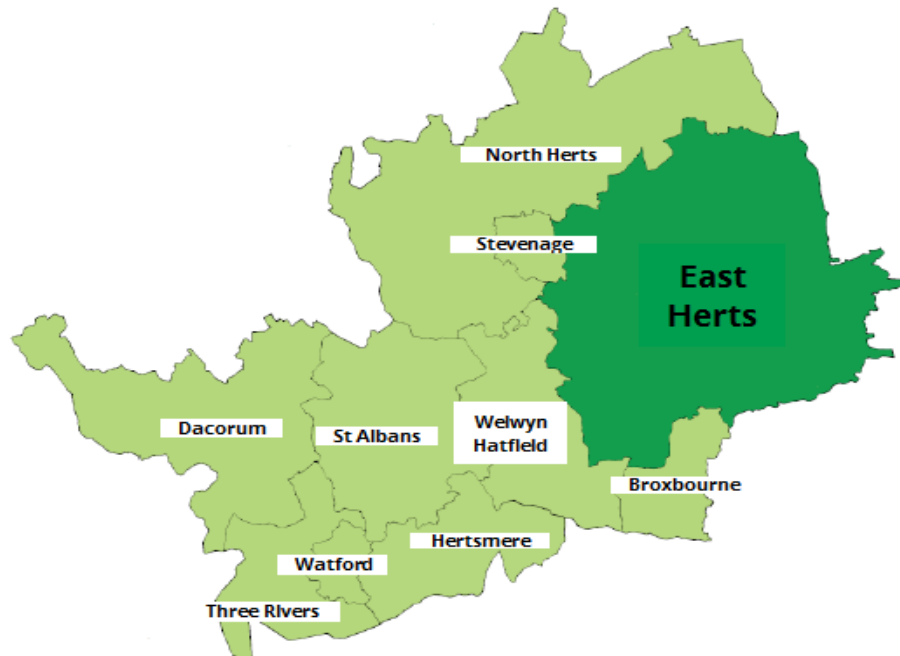 North Herts
Stevenage
East
Herts
Welwyn
Hatfield
Dacorum
St Albans
Broxbourne
Hertsmere
Watford
Three Rivers